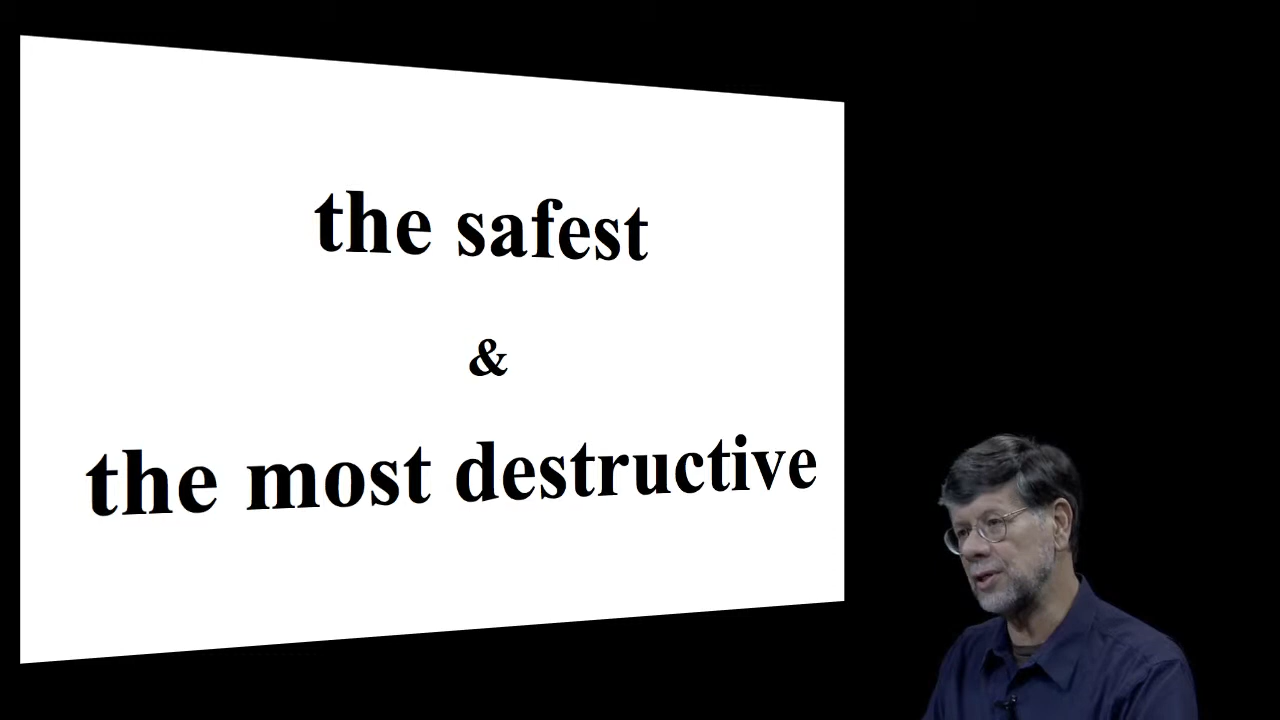 the safest
&
the most destructive